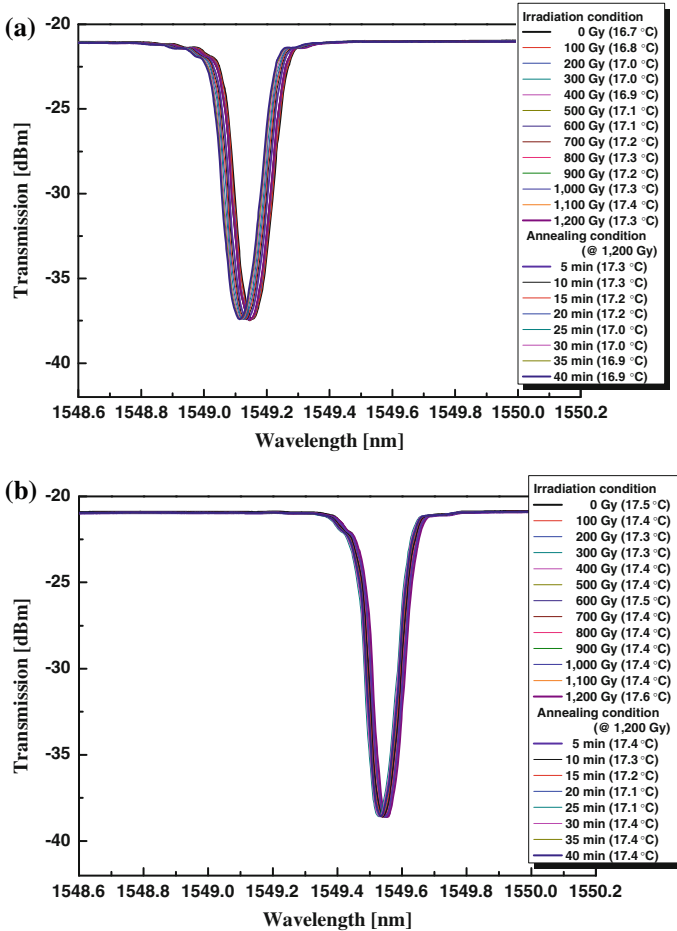 (a)
-20
-25
-30
-35
-40
Transmission [dBm]
1548.6 1548.8 1549.0 1549.2 1549.4 1549.6 1549.8 1550.0 1550.2
Wavelength [nm]
Irradiation condition
0 Gy (16.7 °C)
100 Gy (16.8 °C)
200 Gy (17.0 °C)
300 Gy (17.0 °C)
400 Gy (16.9 °C)
500 Gy (17.1 °C)
600 Gy (17.1 °C)
700 Gy (17.2 °C)
800 Gy (17.3 °C)
900 Gy (17.2 °C)
1,000 Gy (17.3 °C)
1,100 Gy (17.4 °C)
1,200 Gy (17.3 °C)
Annealing condition
(@ 1,200 Gy)
5 min (17.3 °C)
10 min (17.3 °C)
15 min (17.2 °C)
20 min (17.2 °C)
25 min (17.0 °C)
30 min (17.0 °C)
35 min (16.9 °C)
40 min (16.9 °C)
(b)
-20
-25
-30
-35
-40
Transmission [dBm]
1548.6 1548.8 1549.0 1549.2 1549.4 1549.6 1549.8 1550.0 1550.2
Wavelength [nm]
Irradiation condition
0 Gy (17.5 °C)
100 Gy (17.4 °C)
200 Gy (17.3 °C)
300 Gy (17.3 °C)
400 Gy (17.4 °C)
500 Gy (17.4 °C)
600 Gy (17.5 °C)
700 Gy (17.4 °C)
800 Gy (17.4 °C)
900 Gy (17.4 °C)
1,000 Gy (17.4 °C)
1,100 Gy (17.4 °C)
1,200 Gy (17.6 °C)
Annealing condition
(@ 1,200 Gy)
5 min (17.4 °C)
10 min (17.3 °C)
15 min (17.2 °C)
20 min (17.1 °C)
25 min (17.1 °C)
30 min (17.4 °C)
35 min (17.4 °C)
40 min (17.4 °C)